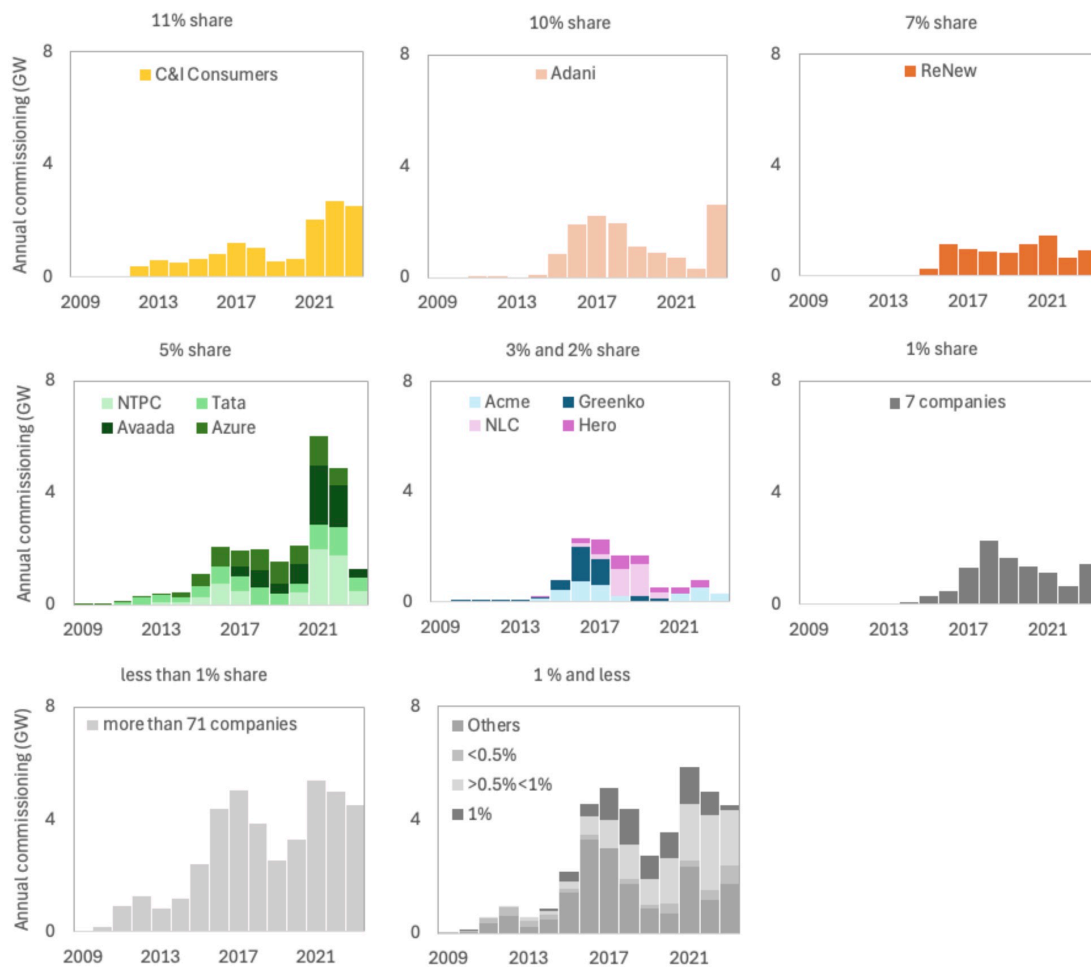 11% share
10% share
7% share
Annual commissioning (GW
8
4
0
C&I Consumers
2009 2013 2017 2021
8
4
0
Adani
2009 2013 2017 2021
8
4
0
ReNew
2009 2013 2017 2021
5% share
3% and 2% share
1% share
Annual commissioning (GW
8
4
0
NTPC Tata
Avaada Azure
2009 2013 2017 2021
8
4
0
Acme Greenko
NLC Hero
2009 2013 2017 2021
8
4
0
7 companies
2009 2013 2017 2021
less than 1% share
1 % and less
Annual commissioning (GW)
8
4
0
more than 71 companies
2009 2013 2017 2021
8
4
0
Others
<0.5%
>0.5%<1%
1%
2009 2013 2017 2021